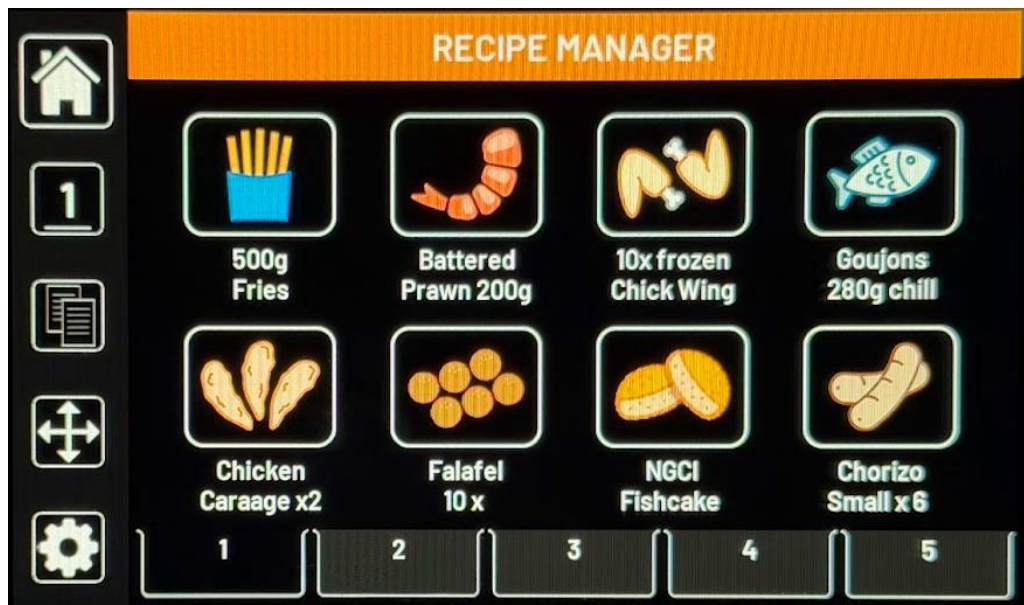 RECIPE MANAGER
1
500g
Fries
Battered
Prawn 200g
10x frozen
Chick Wing
Goujons
280g chill
Chicken
Caraage x2
Falafel
10 x
NGCI
Fishcake
Chorizo
Small x 6
1
2
3
4
5